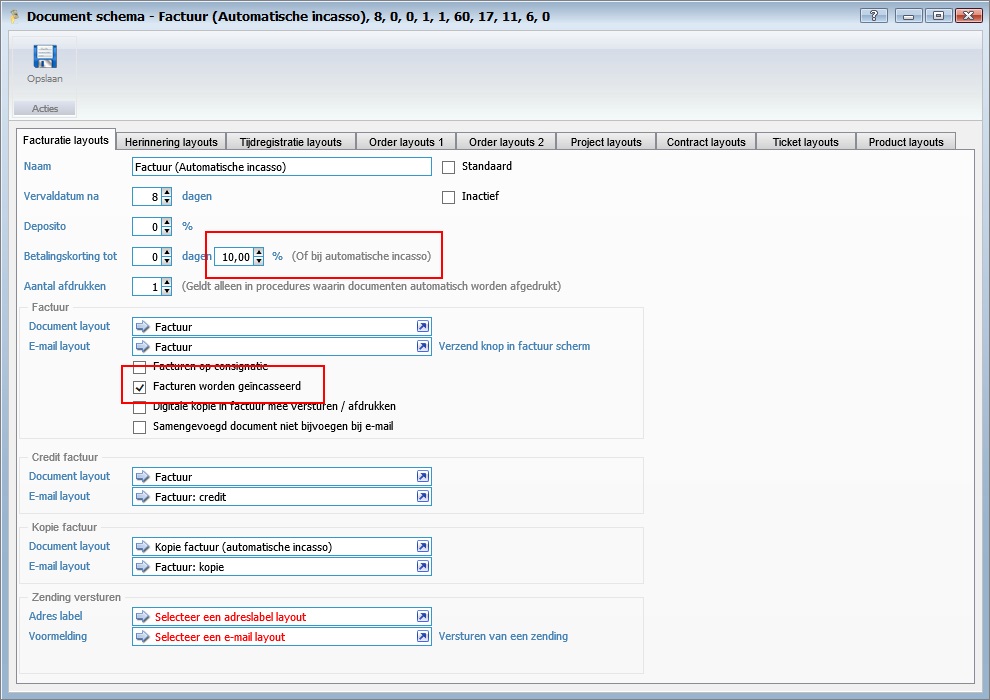 Document schema - Factuur (Automatische incasso), 8, 0, 0, 1, 1, 60, 17, 11, 6, 0
?
Opslaan
Acties
Facturatie layouts Herinnering layouts Tijdregistratie layouts Order layouts 1 Order layouts 2 Project layouts Contract layouts Ticket layouts Product layouts
Naam Factuur (Automatische incasso) Standaard
Vervaldatum na 8 dagen Inactief
Deposito 0 %
Betalingskorting tot 0 dagen 10,00 % (Of bij automatische incasso)
Aantal afdrukken 1 (Geldt alleen in procedures waarin documenten automatisch worden afgedrukt)
Factuur
Document layout Factuur
E-mail layout Factuur Verzend knop in factuur scherm
Facturen op consignatie
Facturen worden geïncasseerd
Digitale kopie in factuur mee versturen / afdrukken
Samengevoegd document niet bijvoegen bij e-mail
Credit factuur
Document layout Factuur
E-mail layout Factuur: credit
Kopie factuur
Document layout Kopie factuur (automatische incasso)
E-mail layout Factuur: kopie
Zending versturen
Adres label Selecteer een adreslabel layout
Voormelding Selecteer een e-mail layout Versturen van een zending